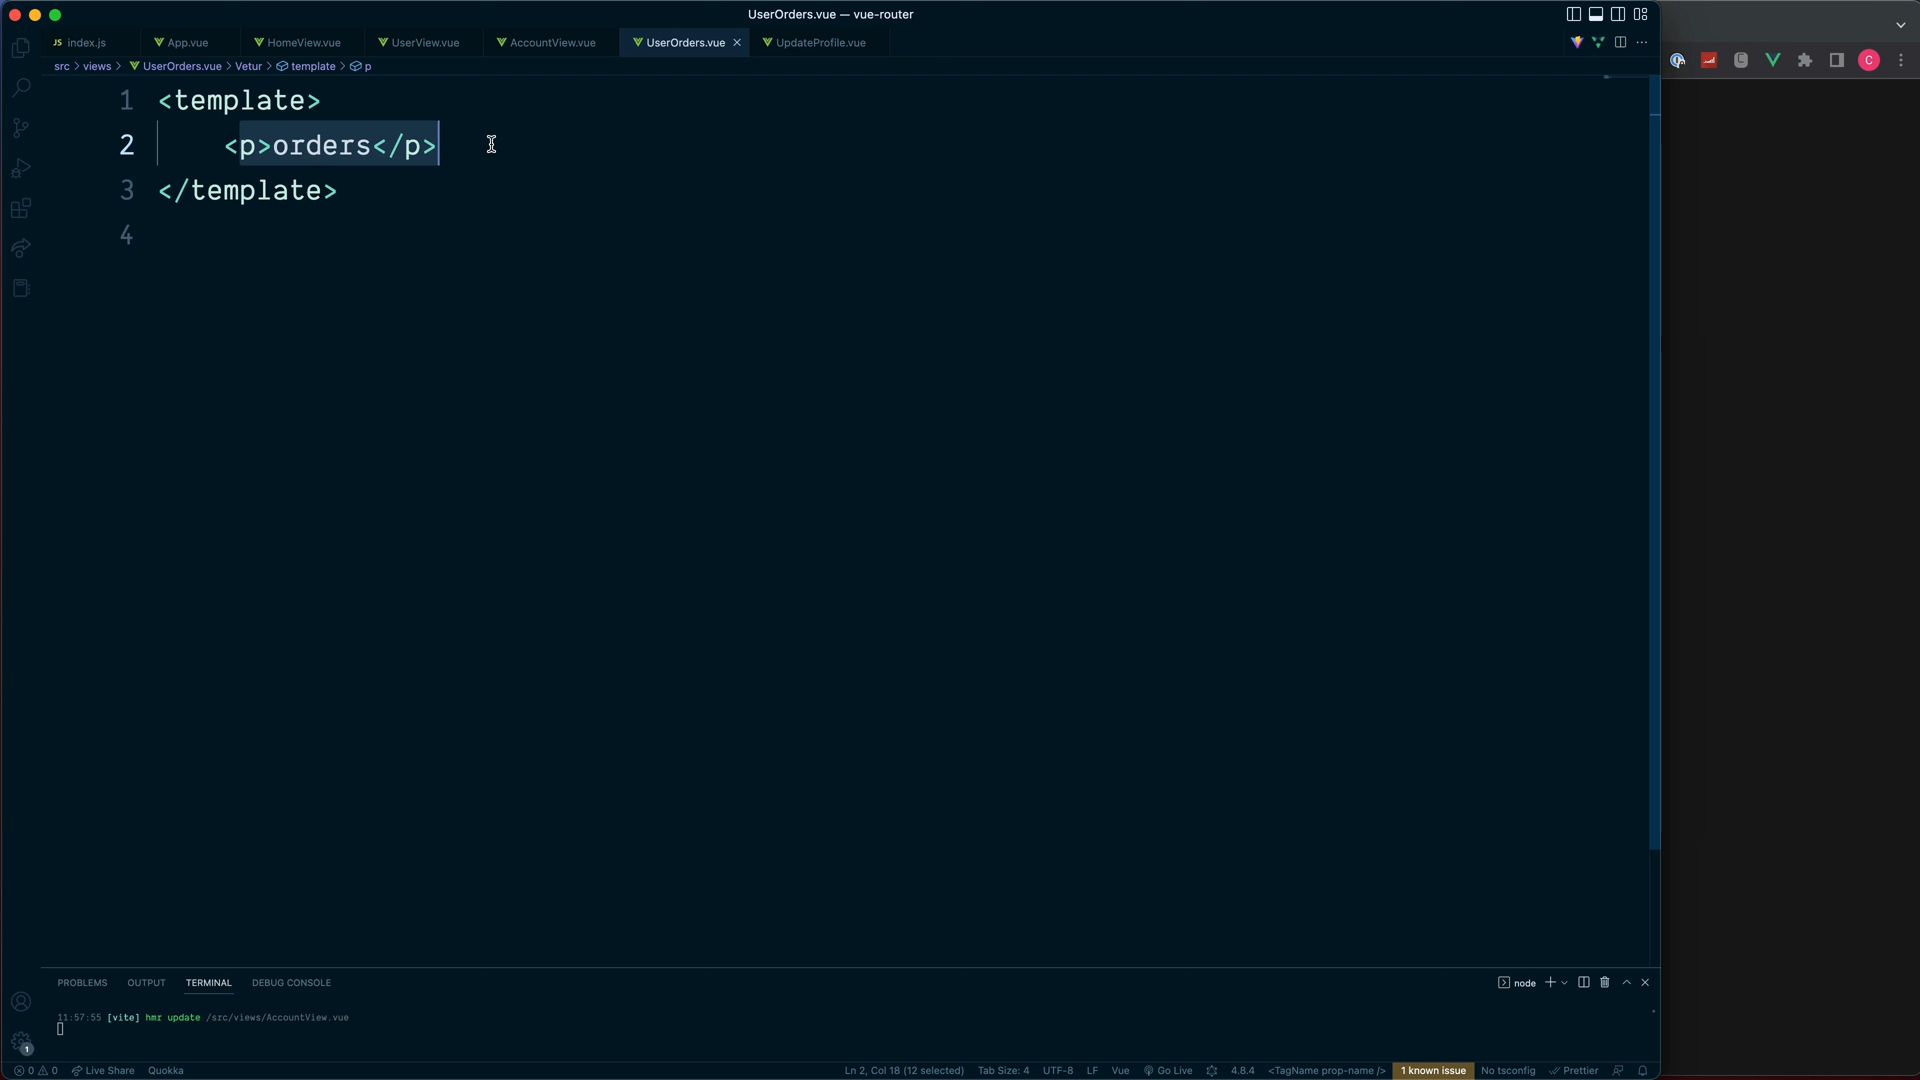 UserOrders.vue — vue-router
JS index.js App.vue HomeView.vue UserView.vue AccountView.vue UserOrders.vue UpdateProfile.vue
src > views > UserOrders.vue > Vetur > template > p
1 <template>
2 <p>orders</p>
3 </template>
4
C
PROBLEMS OUTPUT TERMINAL DEBUG CONSOLE
node
11:57:55 [vite] hmr update /src/views/AccountView.vue
1
0 0 Live Share Quokka
Ln 2, Col 18 (12 selected) Tab Size: 4 UTF-8 LF Vue Go Live 4.8.4 <TagName prop-name /> 1 known issue No tsconfig Prettier